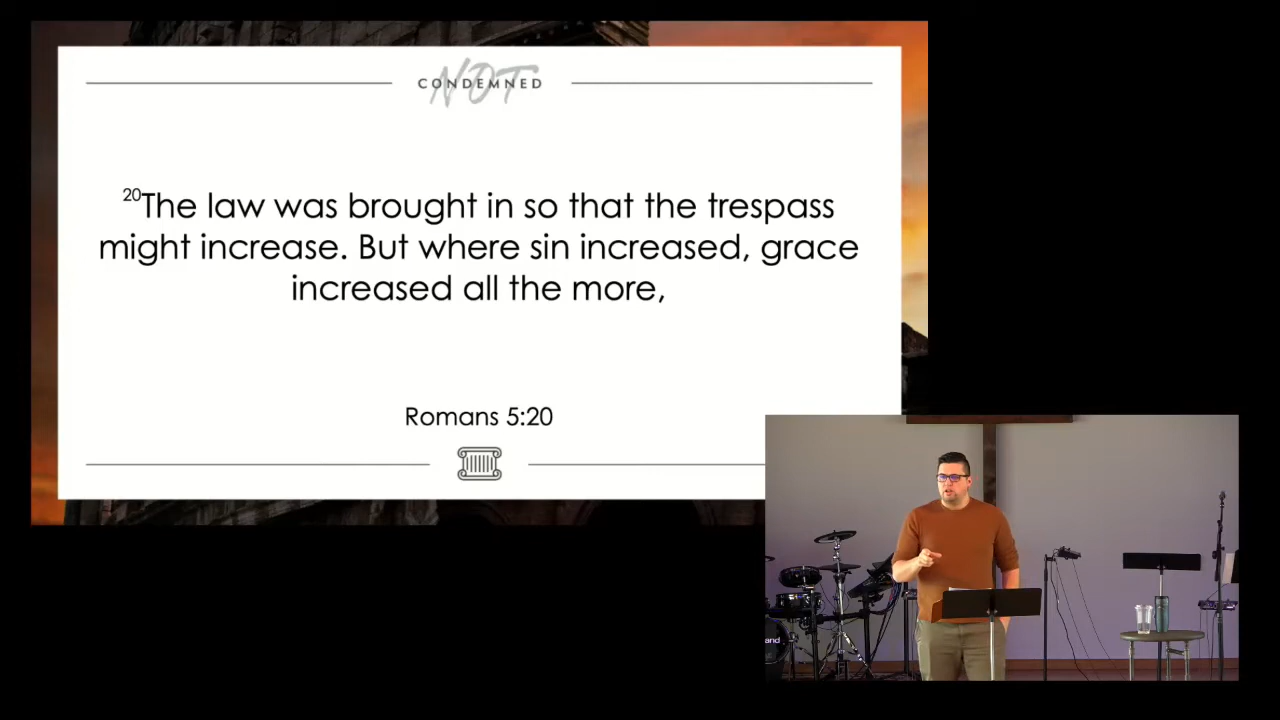 NOT
CONDEMNED
20The law was brought in so that the trespass
might increase. But where sin increased, grace
increased all the more,
Romans 5:20
and